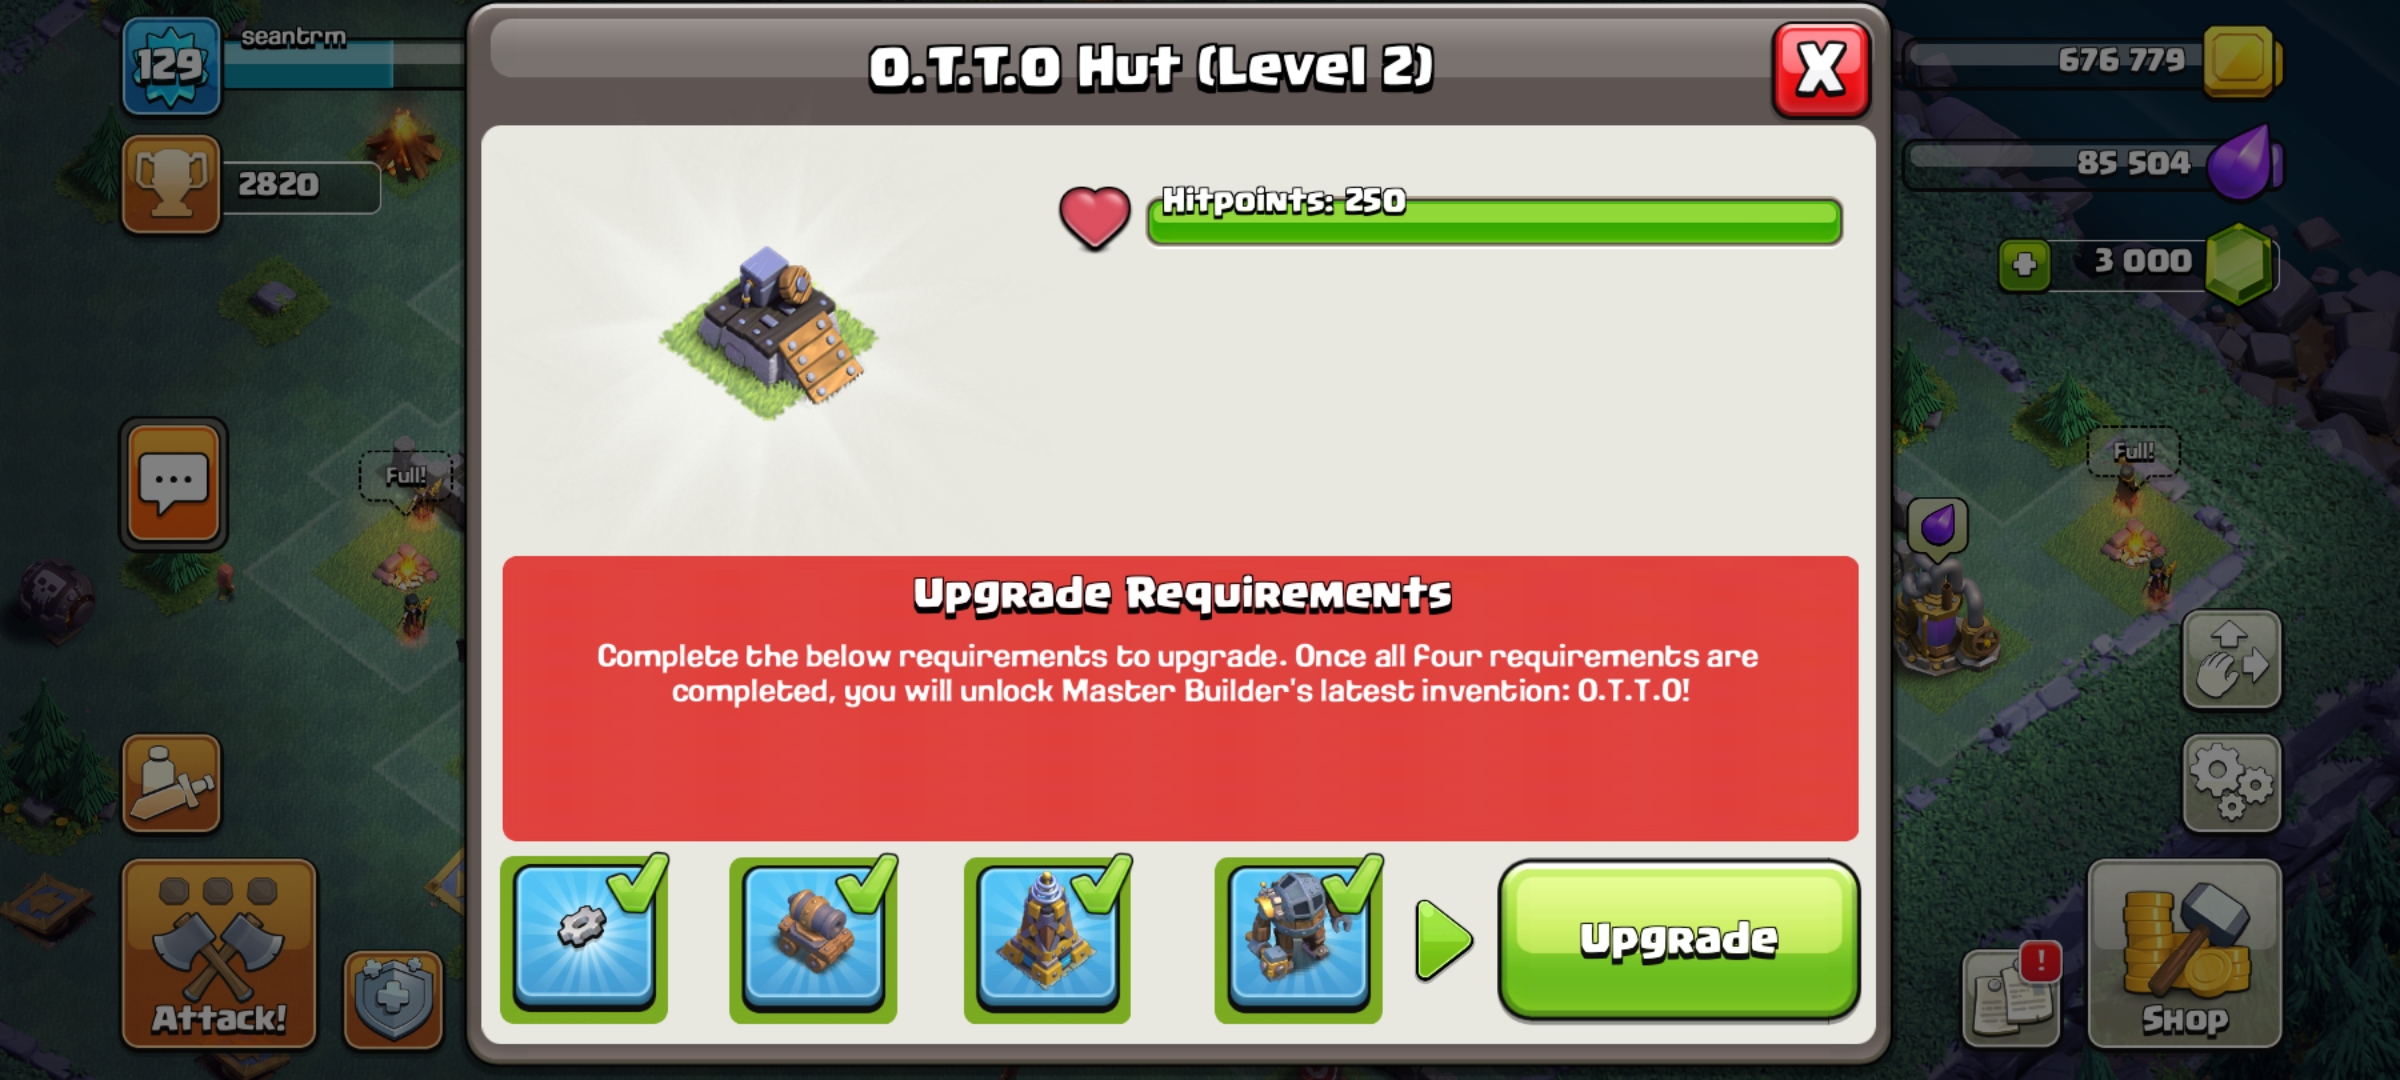 129
seantrm
2820
O.T.T.O Hut (Level 2)
X
676 779
85 504
3 000
Hitpoints: 250
Full!
Full!
Upgrade Requirements
Complete the below requirements to upgrade. Once all four requirements are
completed, you will unlock Master Builder's latest invention: O.T.T.O!
Upgrade
Attack!
!
Shop